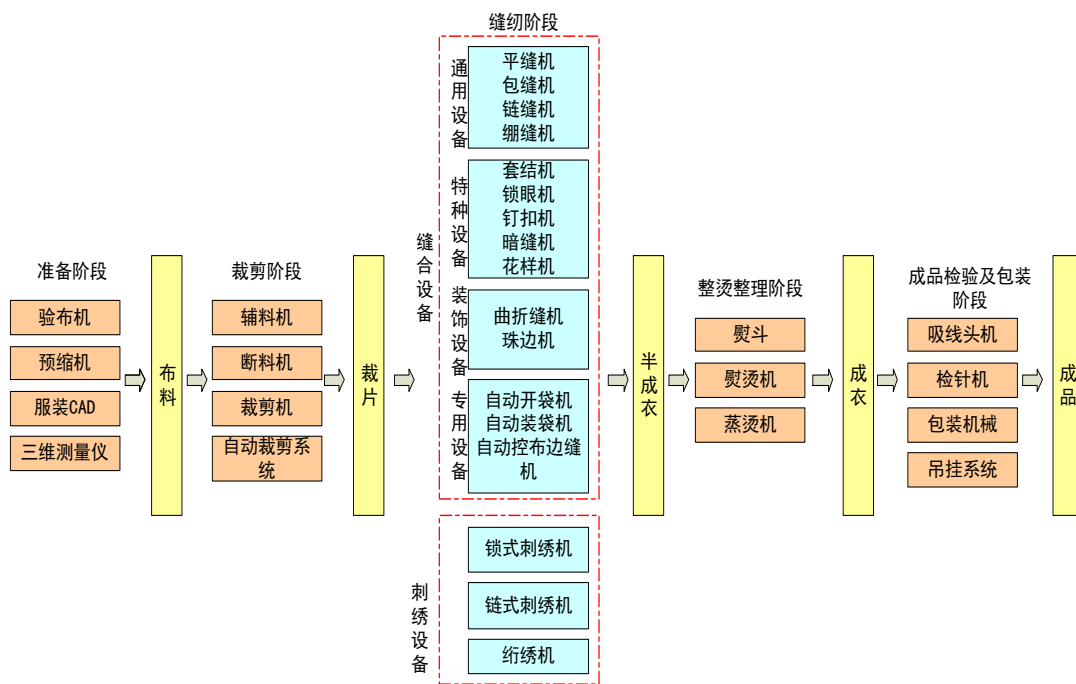 准备阶段
验布机
预缩机
服装CAD
三维测量仪
布料
裁剪阶段
辅料机
断料机
裁剪机
自动裁剪系
统
裁片
缝纫阶段
缝合设备
通用设备
平缝机
包缝机
链缝机
绷缝机
特种设备
套结机
锁眼机
钉扣机
暗缝机
花样机
装饰设备
曲折缝机
珠边机
专用设备
自动开袋机
自动装袋机
自动控布边缝
机
刺绣设备
锁式刺绣机
链式刺绣机
绗绣机
半成衣
整烫整理阶段
熨斗
熨烫机
蒸烫机
成衣
成品检验及包装
阶段
吸线头机
检针机
包装机械
吊挂系统
成品